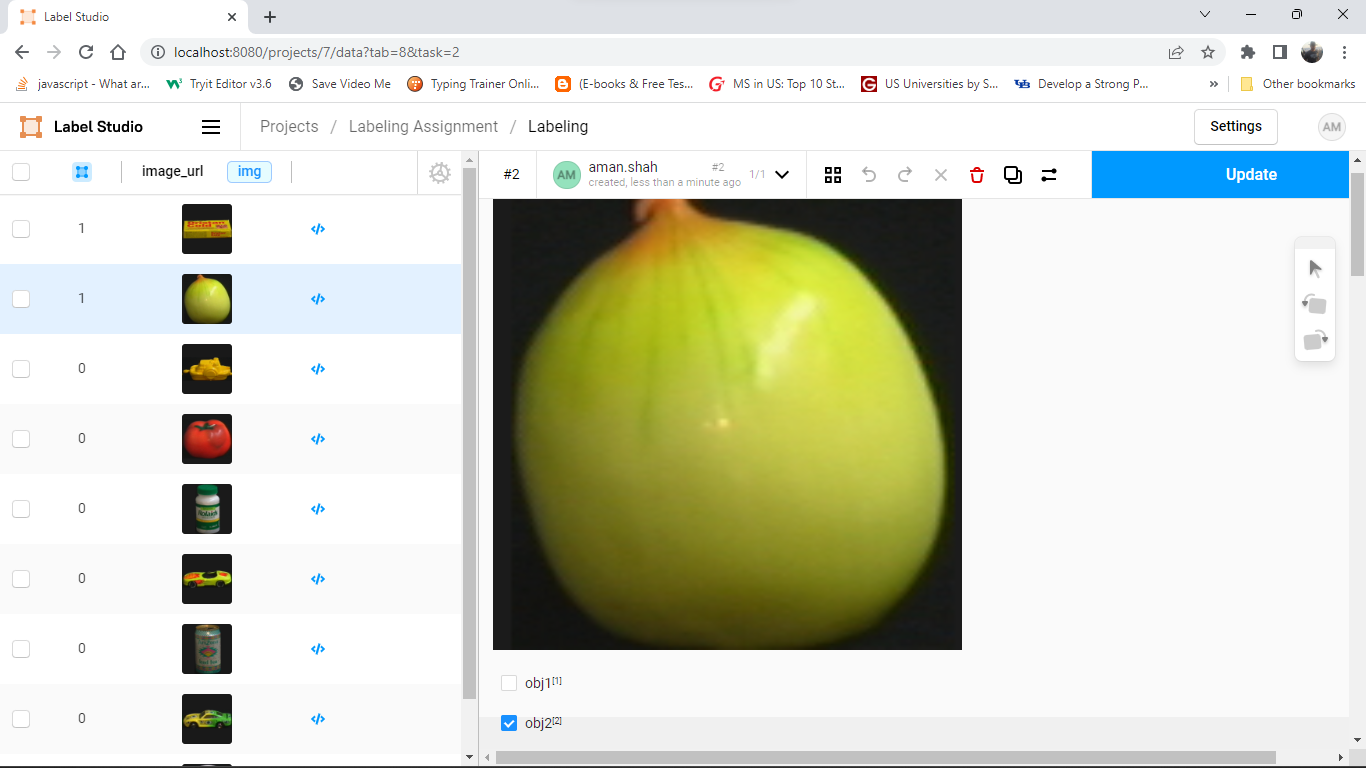 Label Studio
localhost:8080/projects/7/data?tab=8&task=2
javascript - What ar...
Tryit Editor v3.6
Save Video Me
Typing Trainer Onli...
(E-books & Free Tes...
MS in US: Top 10 St...
US Universities by S...
Develop a Strong P...
»
Other bookmarks
Label Studio
Projects / Labeling Assignment / Labeling
Settings
AM
image_url img
#2
AM
aman.shah #2
created, less than a minute ago
1/1
Update
1
1
0
0
0
0
0
0
obj1[1]
obj2[2]